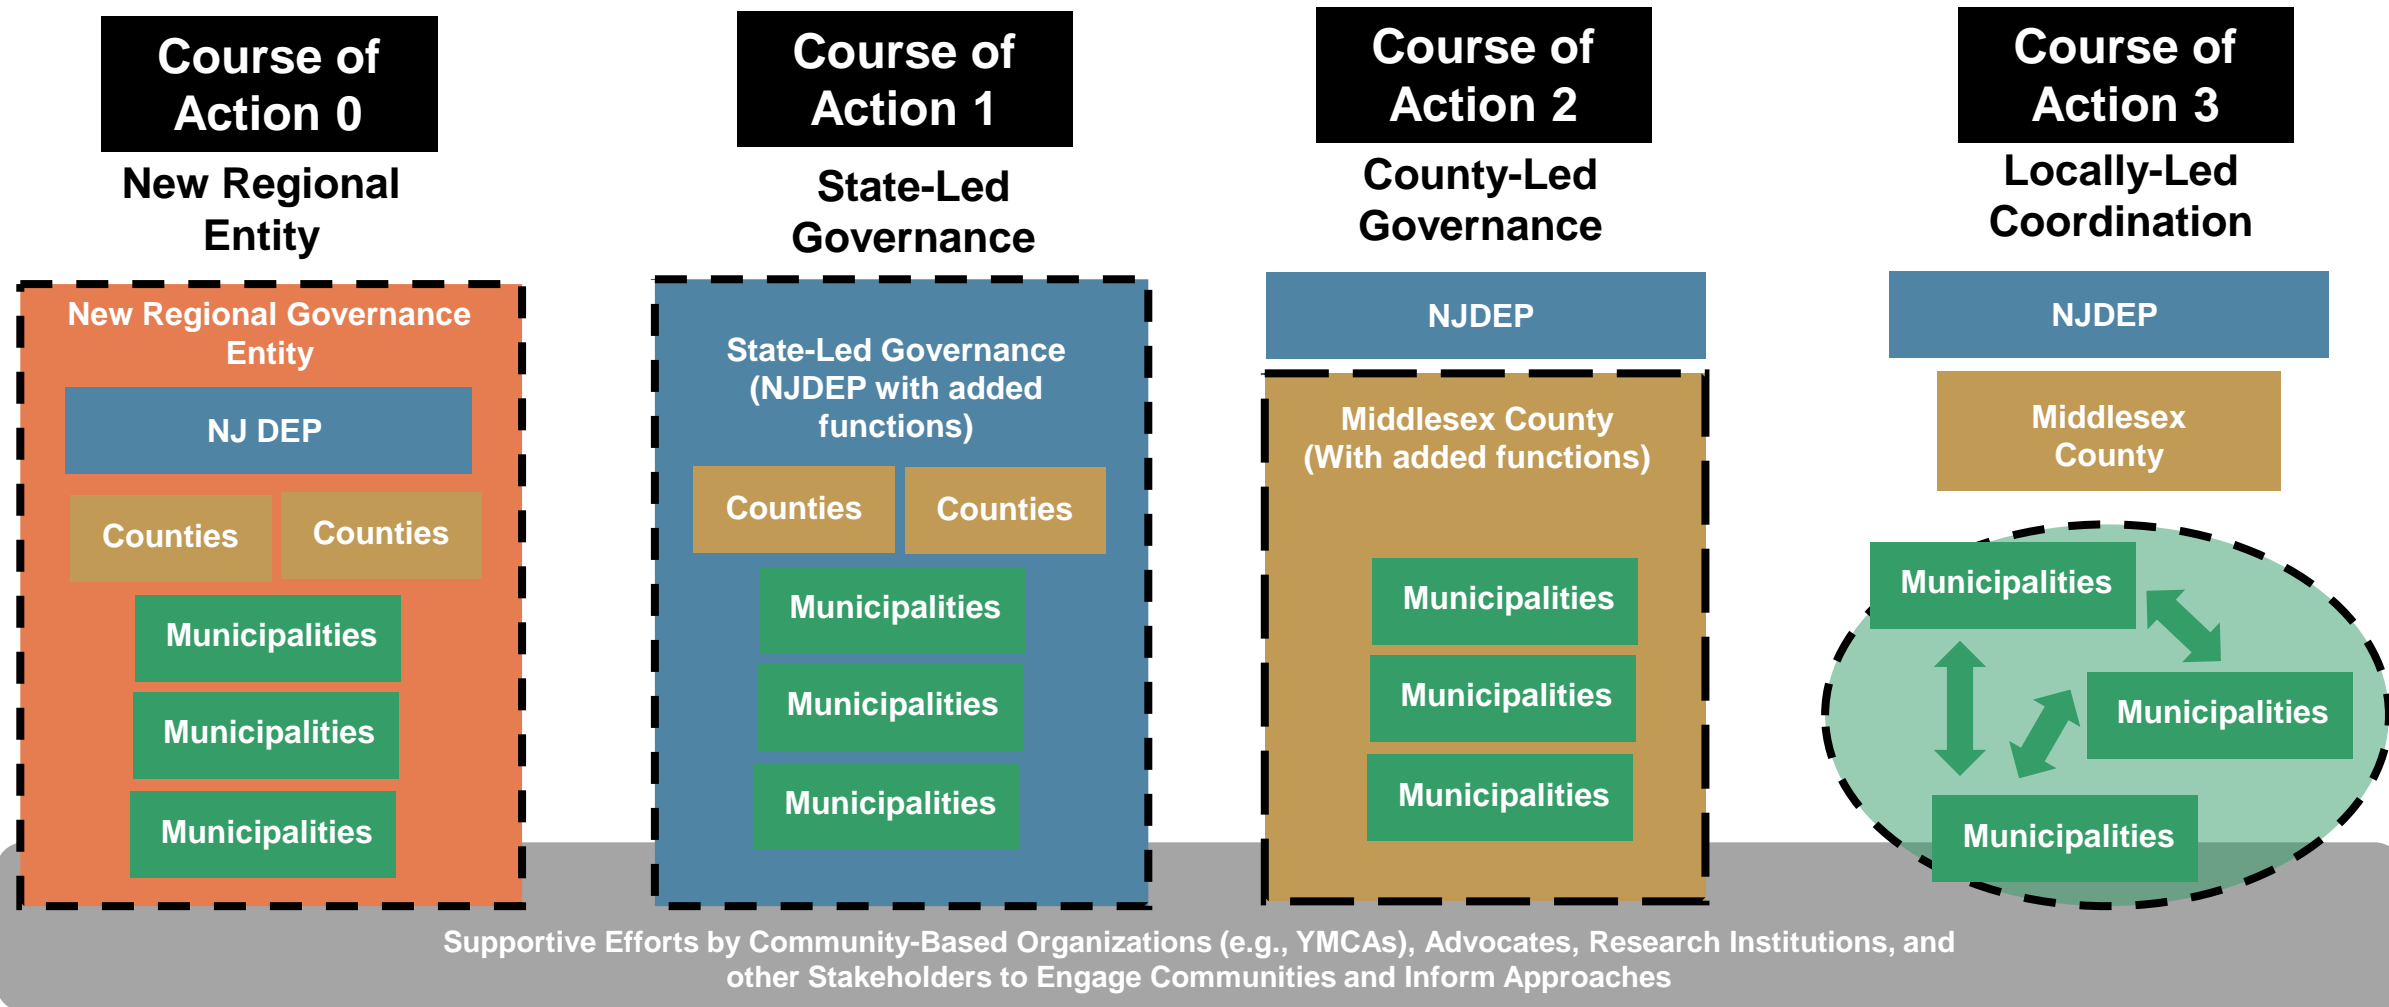 Course of
Action 0
New Regional
Entity
New Regional Governance
Entity
NJ DEP
Counties
Counties
Municipalities
Municipalities
Municipalities
Course of
Action 1
State-Led
Governance
State-Led Governance
(NJDEP with added
functions)
Counties
Counties
Municipalities
Municipalities
Municipalities
Course of
Action 2
County-Led
Governance
NJDEP
Middlesex County
(With added functions)
Municipalities
Municipalities
Municipalities
Course of
Action 3
Locally-Led
Coordination
NJDEP
Middlesex
County
Municipalities
Municipalities
Municipalities
Supportive Efforts by Community-Based Organizations (e.g., YMCAs), Advocates, Research Institutions, and
other Stakeholders to Engage Communities and Inform Approaches